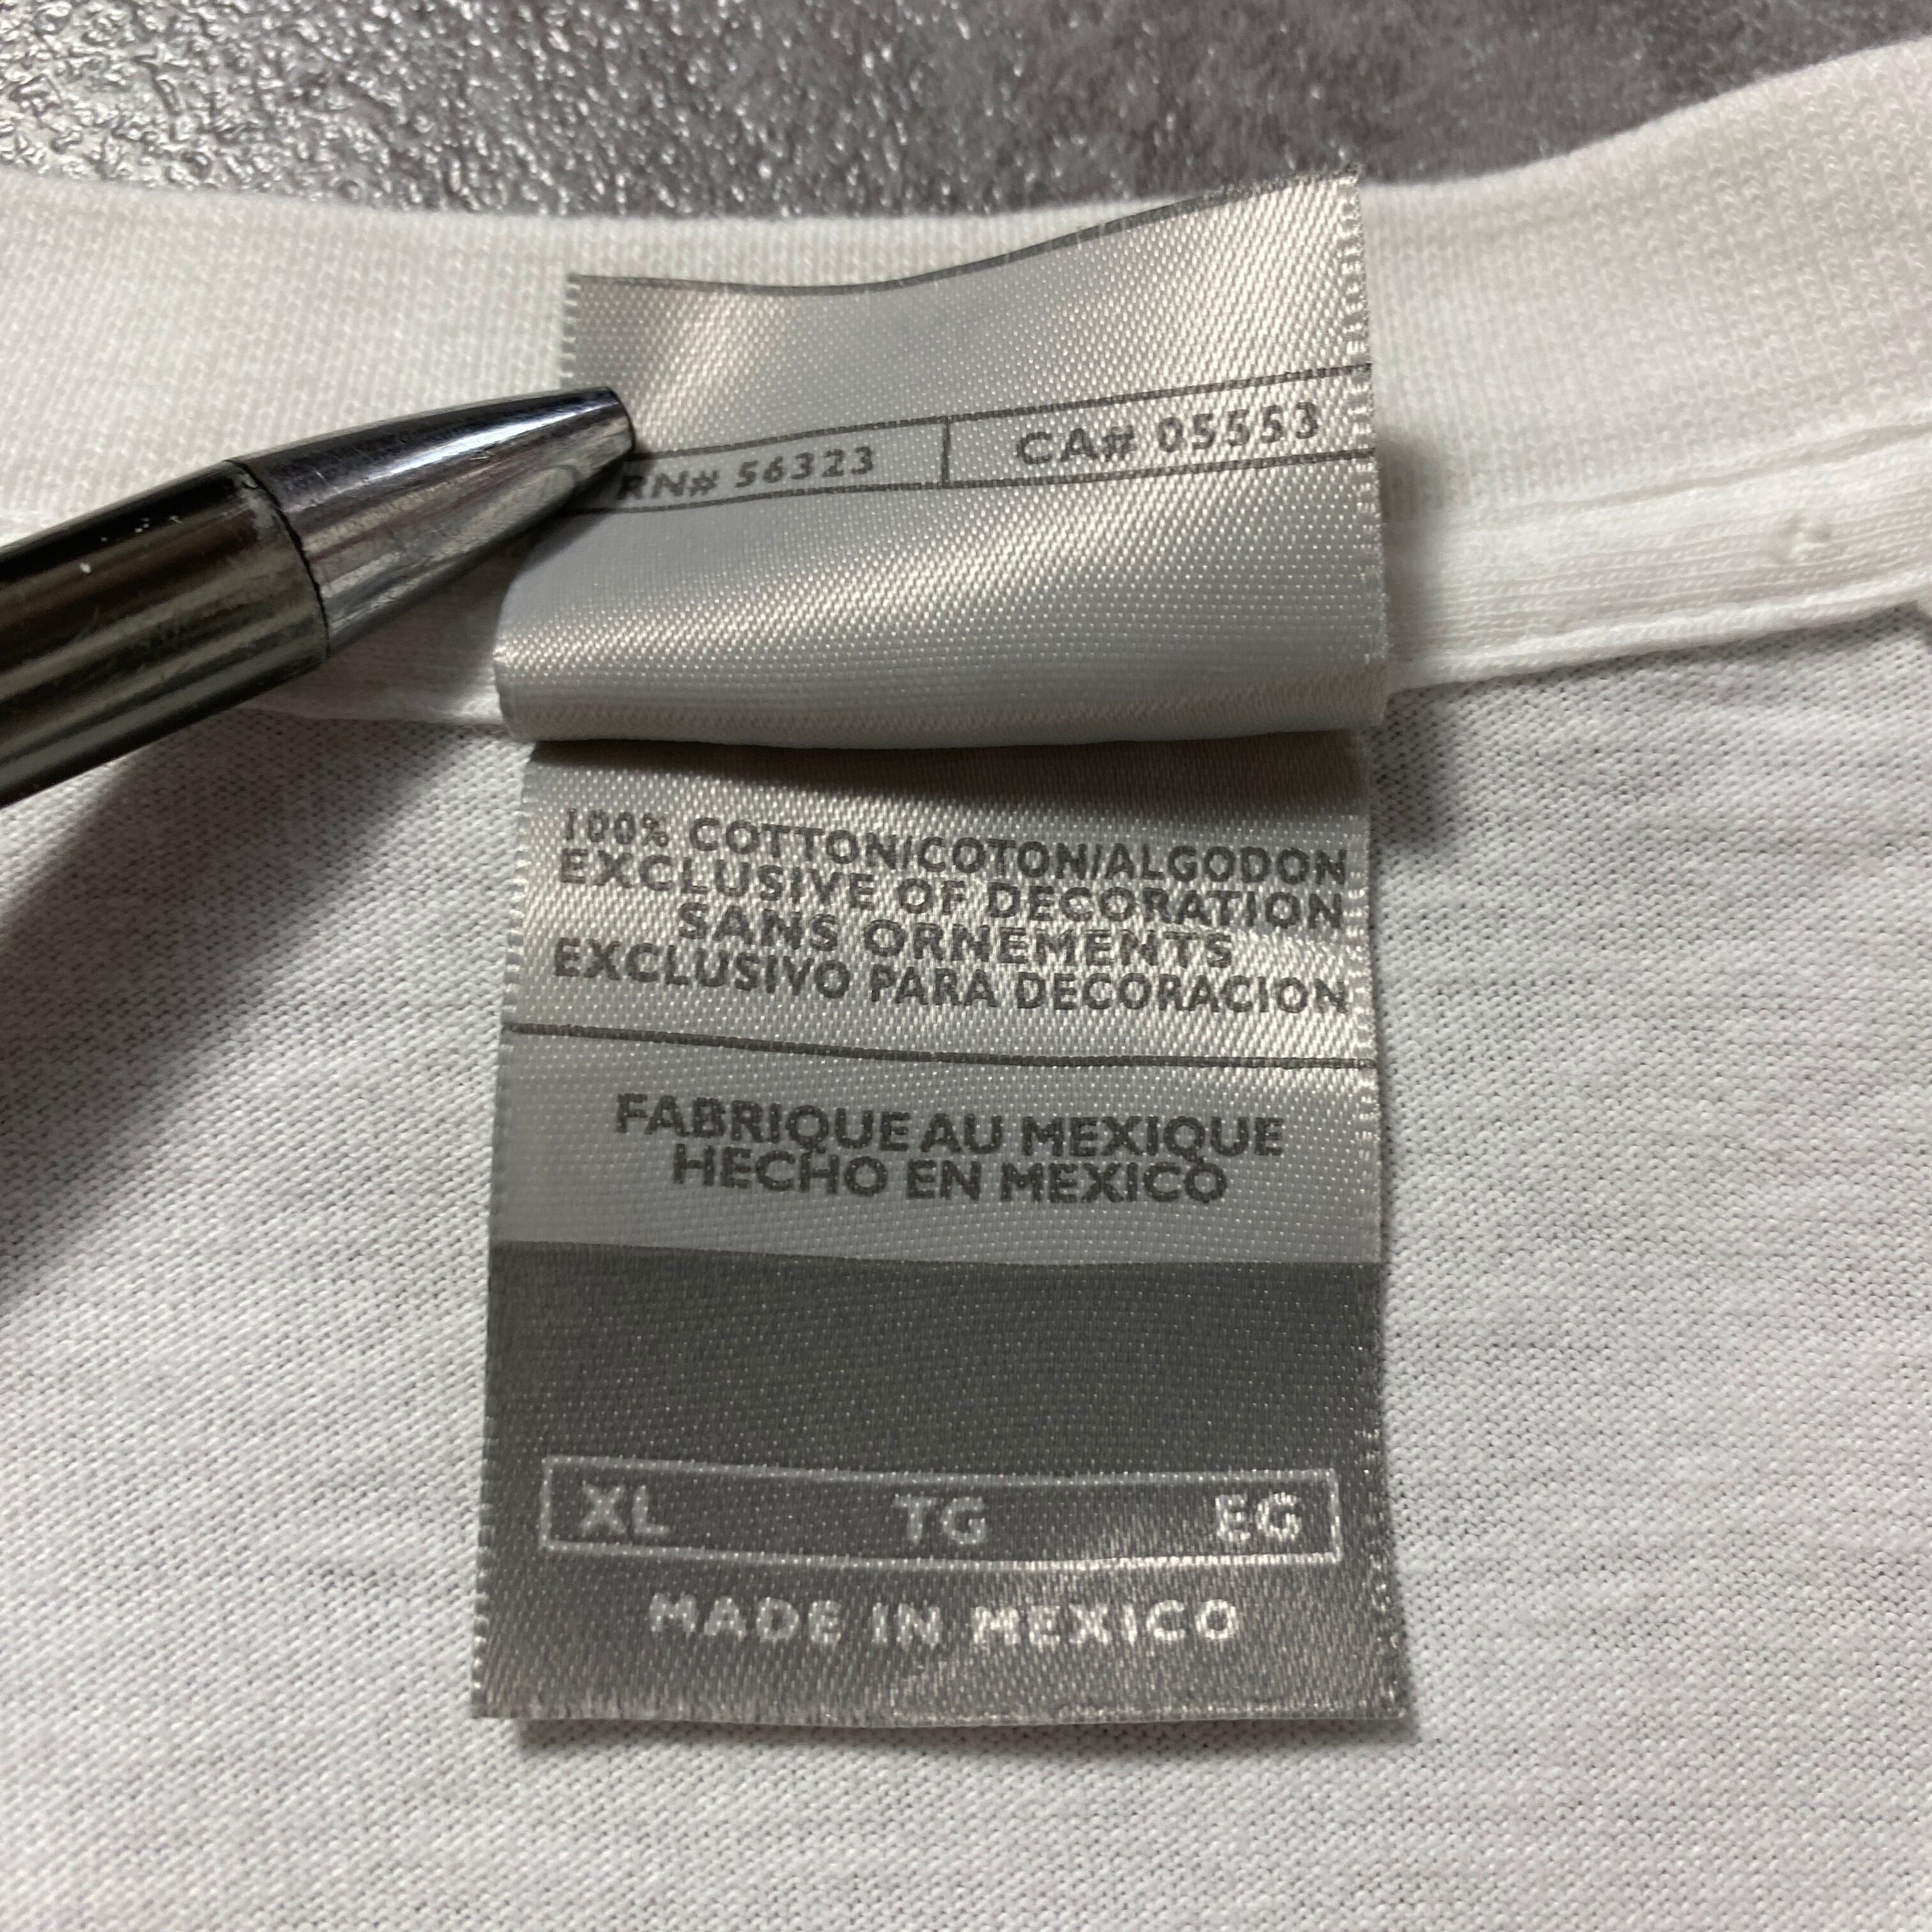 RN# 56323 CA# 05553
100% COTTON/COTON/ALGODON
EXCLUSIVE OF DECORATION
SANS ORNEMENTS
EXCLUSIVO PARA DECORACION
FABRIQUE AU MEXIQUE
HECHO EN MEXICO
XL TG EG
MADE IN MEXICO